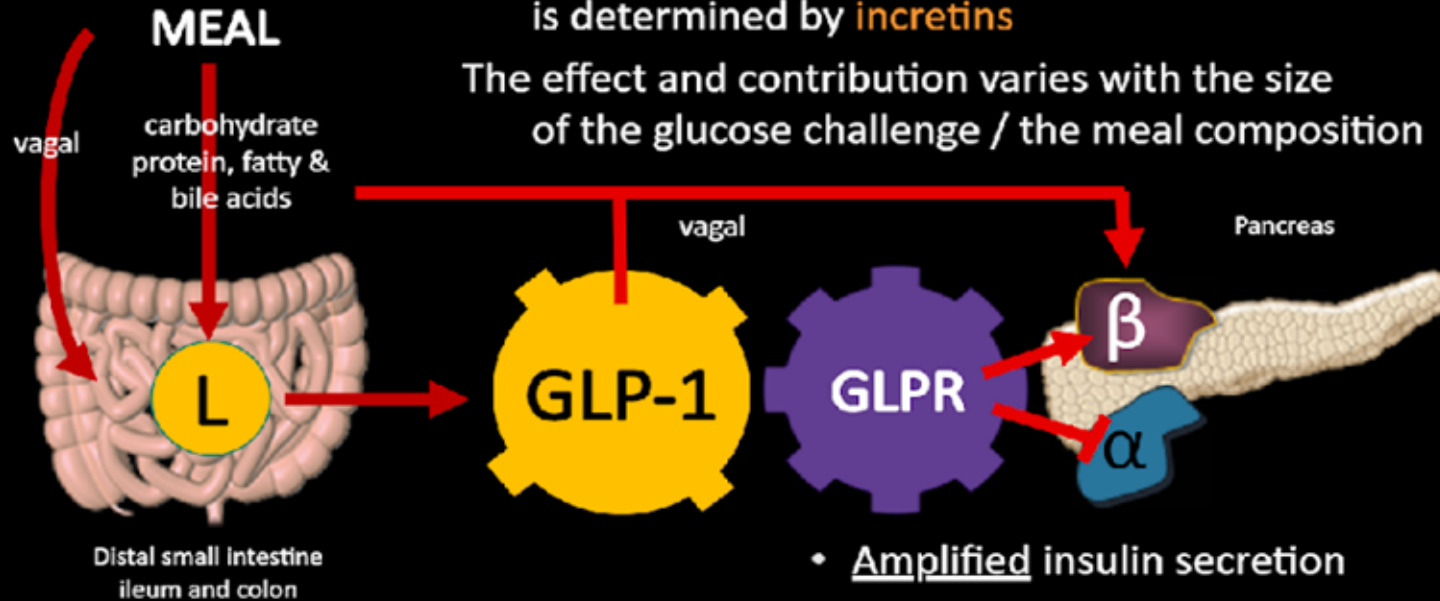 MEAL
is determined by incretins
The effect and contribution varies with the size
of the glucose challenge / the meal composition
vagal
carbohydrate
protein, fatty &
bile acids
vagal
Pancreas
L
GLP-1
GLPR
β
α
Distal small intestine
ileum and colon
• Amplified insulin secretion